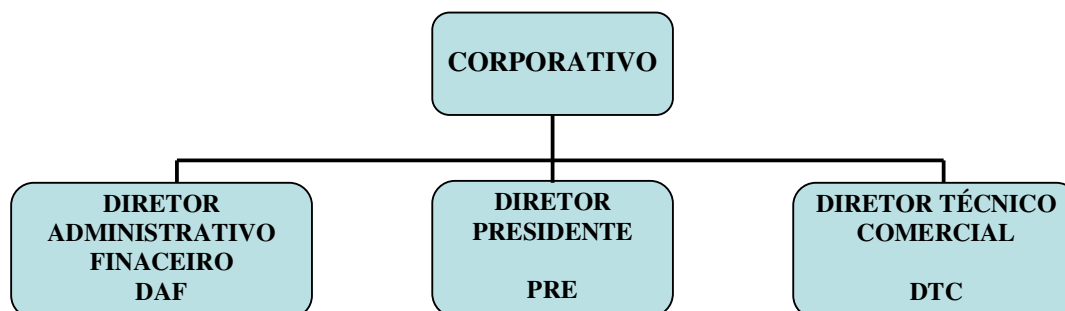 CORPORATIVO
DIRETOR
ADMINISTRATIVO
FINACEIRO
DAF
DIRETOR
PRESIDENTE
PRE
DIRETOR TÉCNICO
COMERCIAL
DTC